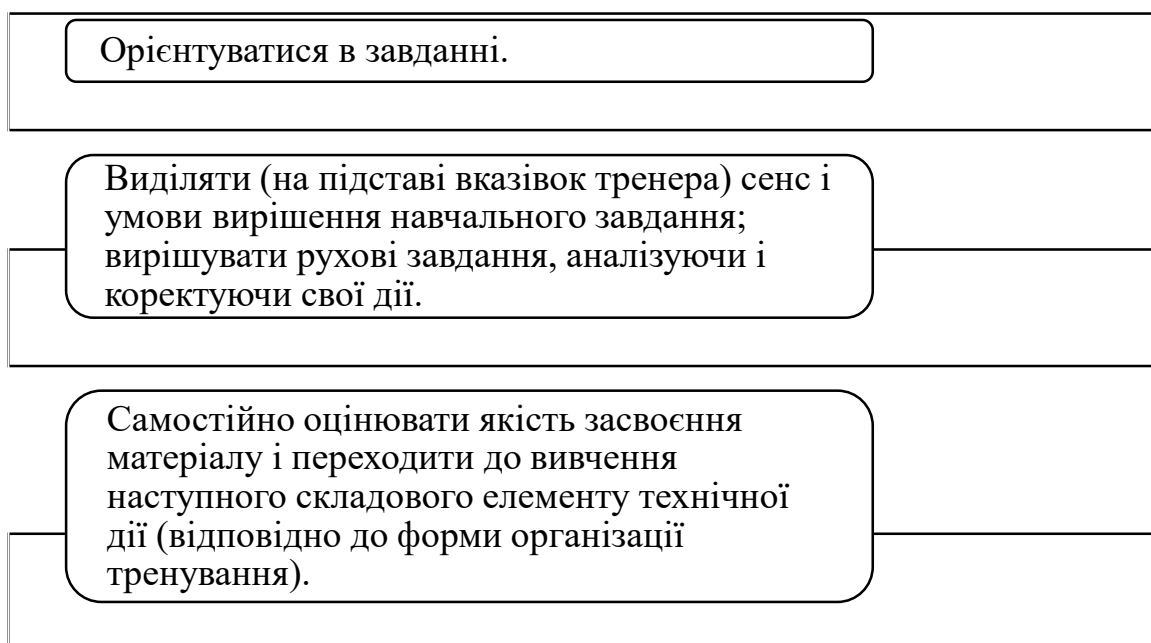 Орієнтуватися в завданні.
Виділяти (на підставі вказівок тренера) сенс і
умови вирішення навчального завдання;
вирішувати рухові завдання, аналізуючи і
коректуючи свої дії.
Самостійно оцінювати якість засвоєння
матеріалу і переходити до вивчення
наступного складового елементу технічної
дії (відповідно до форми організації
тренування).